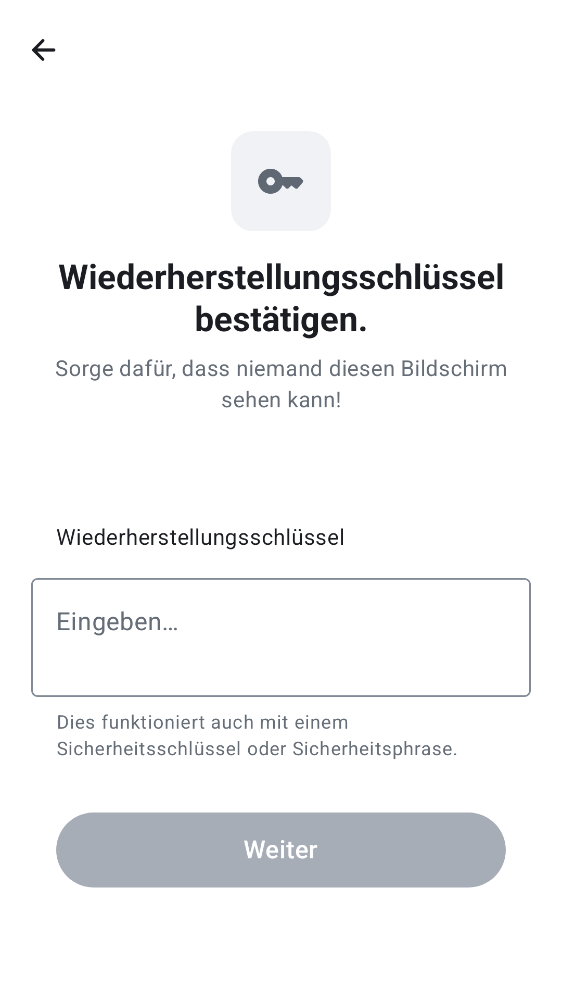 Wiederherstellungsschlüssel
bestätigen.
Sorge dafür, dass niemand diesen Bildschirm
sehen kann!
Wiederherstellungsschlüssel
Eingeben…
Dies funktioniert auch mit einem
Sicherheitsschlüssel oder Sicherheitsphrase.
Weiter